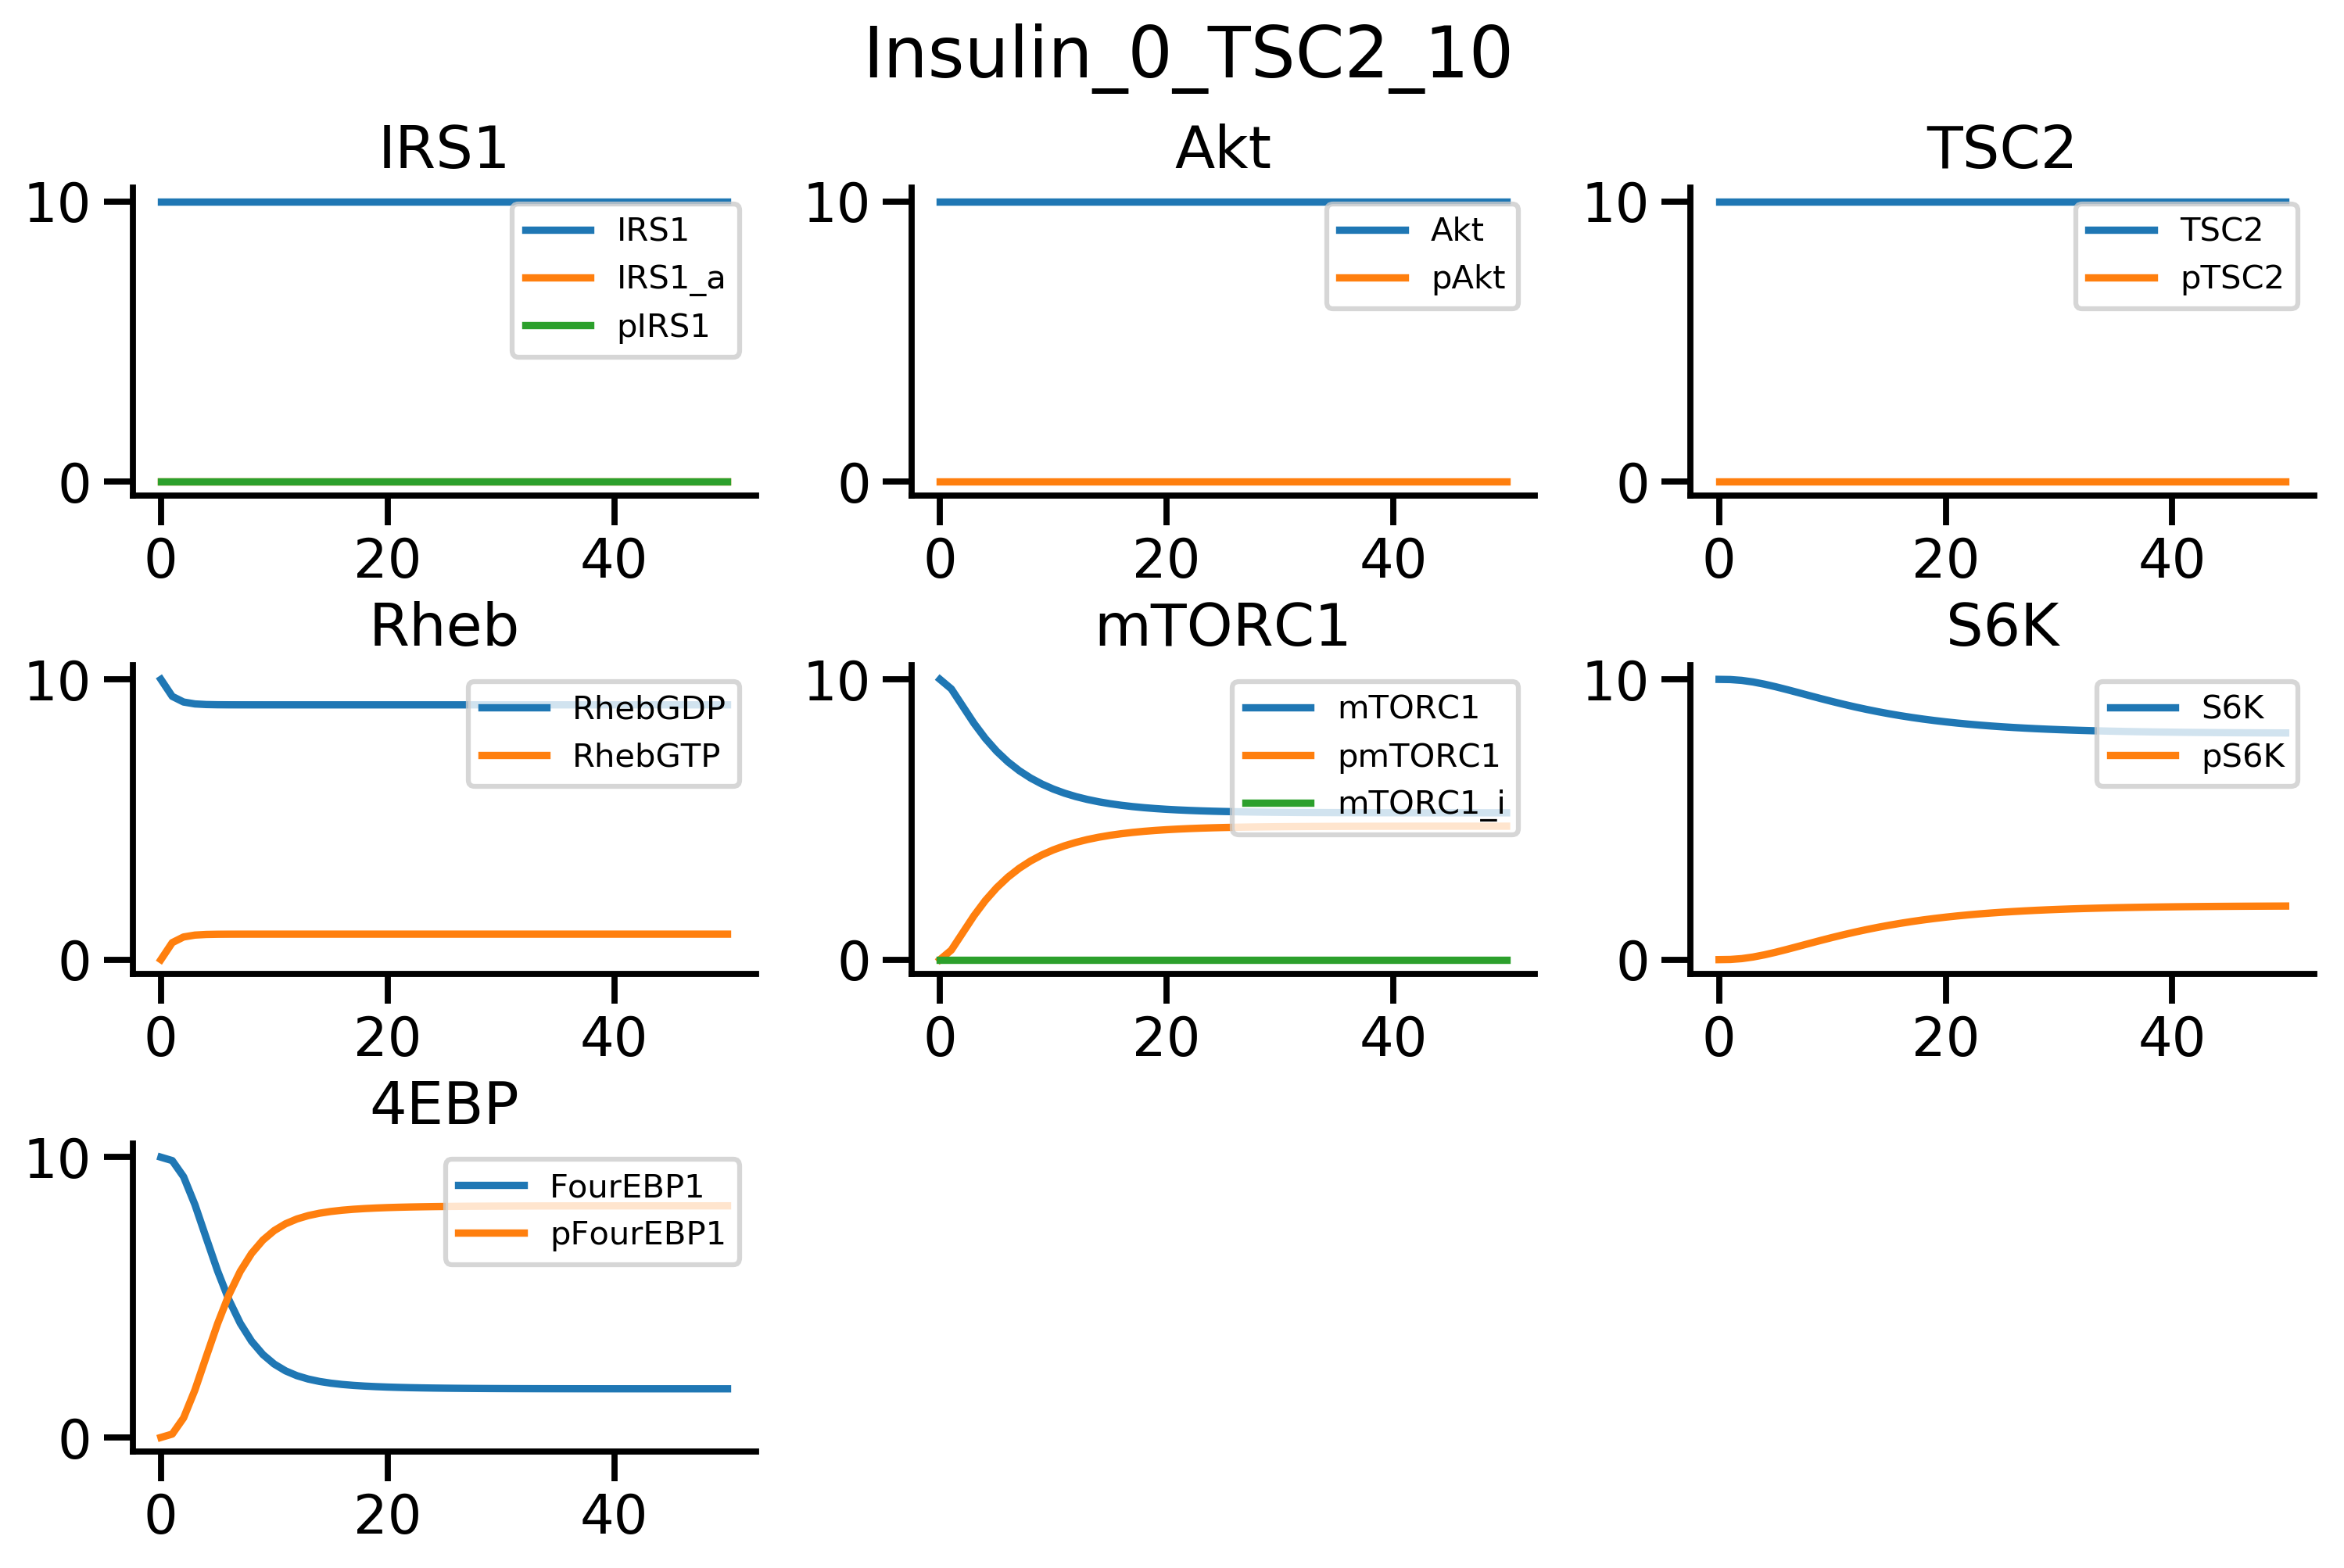 Insulin_0_TSC2_10
IRS1
10
0
0 20 40
IRS1
IRS1_a
pIRS1
Akt
10
0
0 20 40
Akt
pAkt
TSC2
10
0
0 20 40
TSC2
pTSC2
Rheb
10
0
0 20 40
RhebGDP
RhebGTP
mTORC1
10
0
0 20 40
mTORC1
pmTORC1
mTORC1_i
S6K
10
0
0 20 40
S6K
pS6K
4EBP
10
0
0 20 40
FourEBP1
pFourEBP1